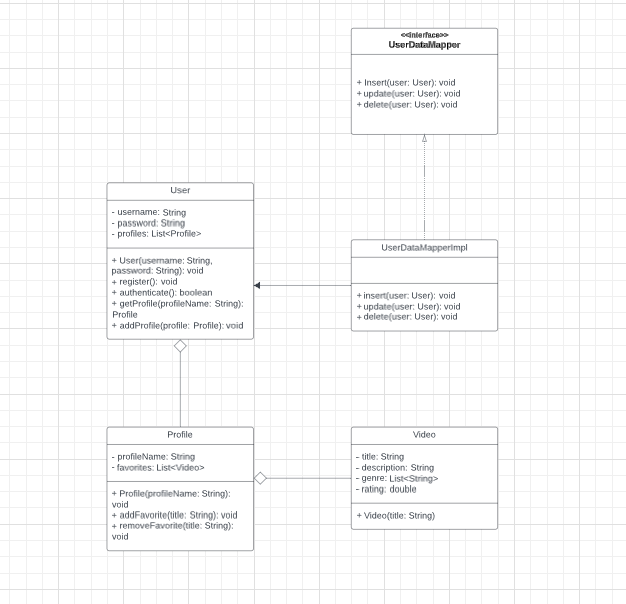 <<Interface>>
UserDataMapper
+ Insert(user: User): void
+ update(user: User): void
+ delete(user: User): void
User
- username: String
- password: String
- profiles: List<Profile>
+ User(username: String,
password: String): void
+ register(): void
+ authenticate(): boolean
+ getProfile(profileName: String):
Profile
+ addProfile(profile: Profile): void
UserDataMapperImpl
+ insert(user: User): void
+ update(user: User): void
+ delete(user: User): void
Profile
- profileName: String
- favorites: List<Video>
+ Profile(profileName: String):
void
+ addFavorite(title: String): void
+ removeFavorite(title: String):
void
Video
- title: String
- description: String
- genre: List<String>
- rating: double
+ Video(title: String)